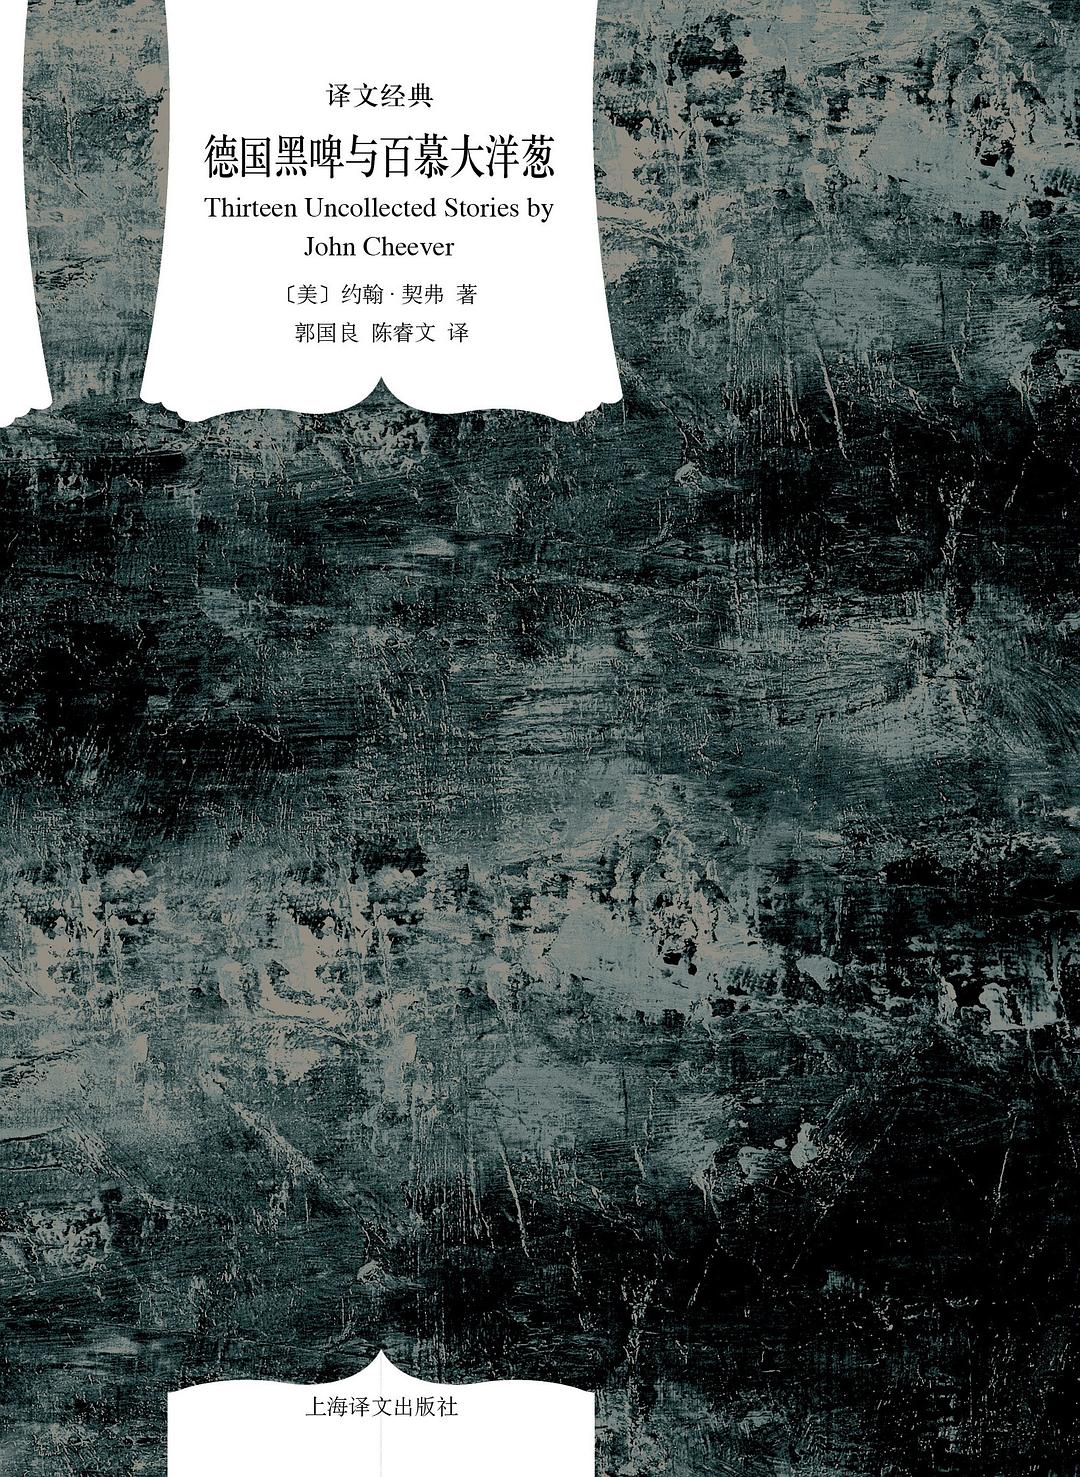 译文经典
德国黑啤与百慕大洋葱
Thirteen Uncollected Stories by
John Cheever
〔美〕约翰·契弗 著
郭国良 陈睿文 译
上海译文出版社